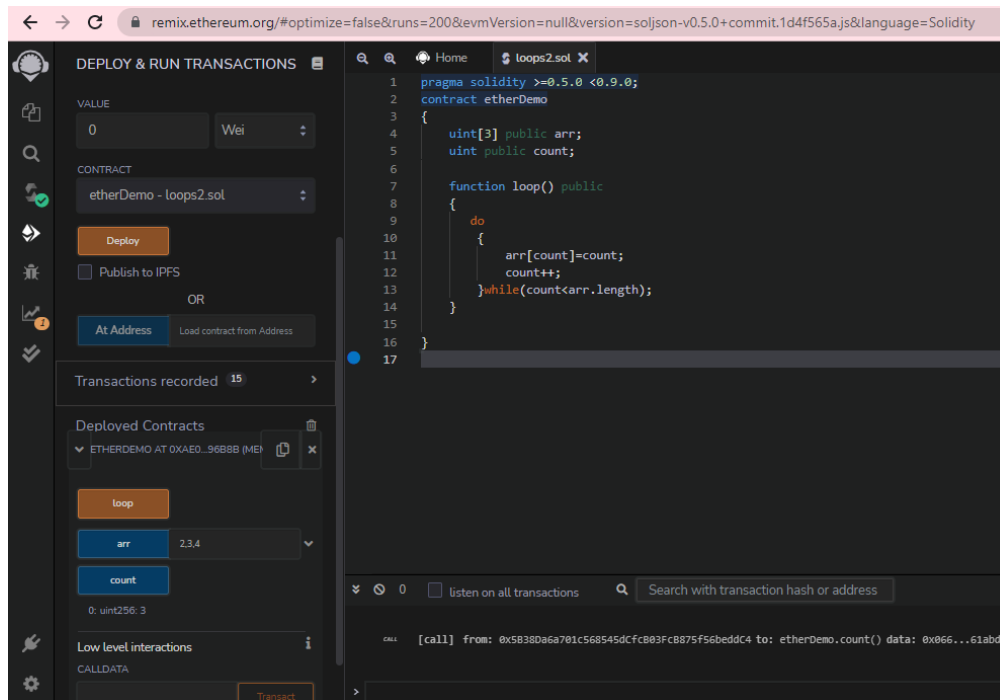 remix.ethereum.org/#optimize=false&runs=200&evmVersion=null&version=soljson-v0.5.0+commit.1d4f565a.js&language=Solidity
DEPLOY & RUN TRANSACTIONS
VALUE
0 Wei
CONTRACT
etherDemo - loops2.sol
Deploy
Publish to IPFS
OR
At Address Load contract from Address
Transactions recorded 15
Deployed Contracts
ETHERDEMO AT 0XAE0...96B8B (MEM
loop
arr 2,3,4
count
0: uint256: 3
Low level interactions
CALLDATA
Transact
1
Home loops2.sol
1 pragma solidity >=0.5.0 <0.9.0;
2 contract etherDemo
3 {
4 uint[3] public arr;
5 uint public count;
6
7 function loop() public
8 {
9 do
10 {
11 arr[count]=count;
12 count++;
13 }while(count<arr.length);
14 }
15
16 }
17
0 listen on all transactions Search with transaction hash or address
CALL [call] from: 0x5B38Da6a701c568545dCfcB03FcB875f56beddC4 to: etherDemo.count() data: 0x066...61abd
>